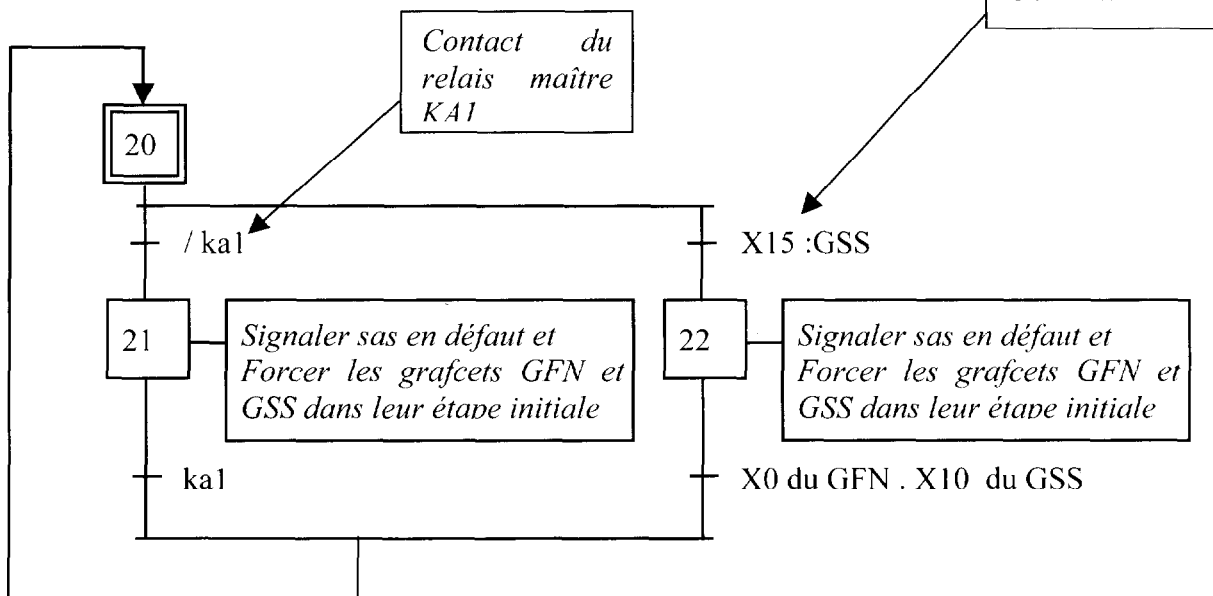 Contact du
relais maître
KA1
20
/ ka1
X15 :GSS
21
Signaler sas en défaut et
Forcer les grafcets GFN et
GSS dans leur étape initiale
22
Signaler sas en défaut et
Forcer les grafcets GFN et
GSS dans leur étape initiale
ka1
X0 du GFN . X10 du GSS